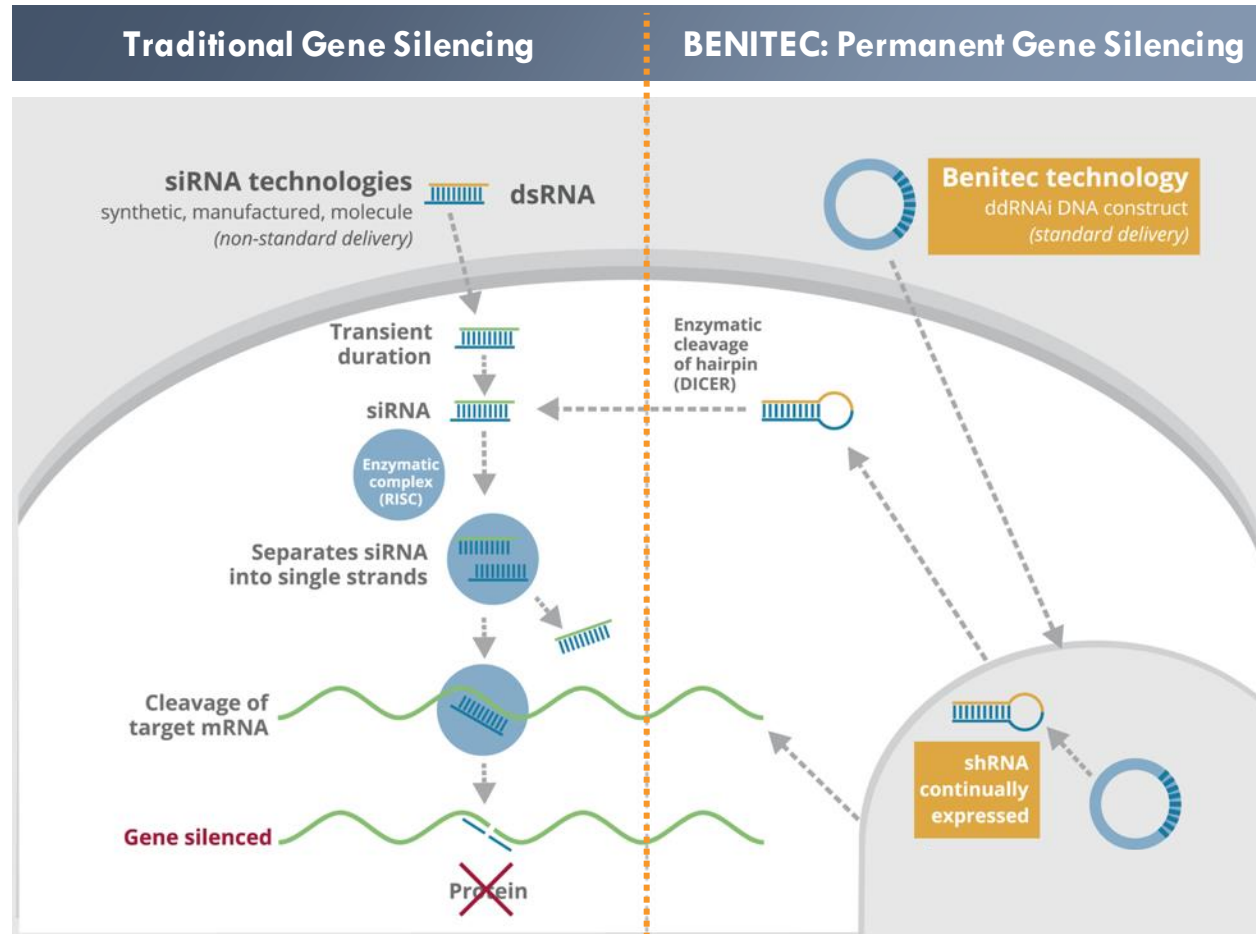 Traditional Gene Silencing
BENITEC: Permanent Gene Silencing
siRNA technologies
synthetic, manufactured, molecule
(non-standard delivery)
dsRNA
Benitec technology
ddRNAi DNA construct
(standard delivery)
Transient
duration
Enzymatic
cleavage
of hairpin
(DICER)
siRNA
Enzymatic
complex
(RISC)
Separates siRNA
into single strands
Cleavage of
target mRNA
shRNA
continually
expressed
Gene silenced
Protein